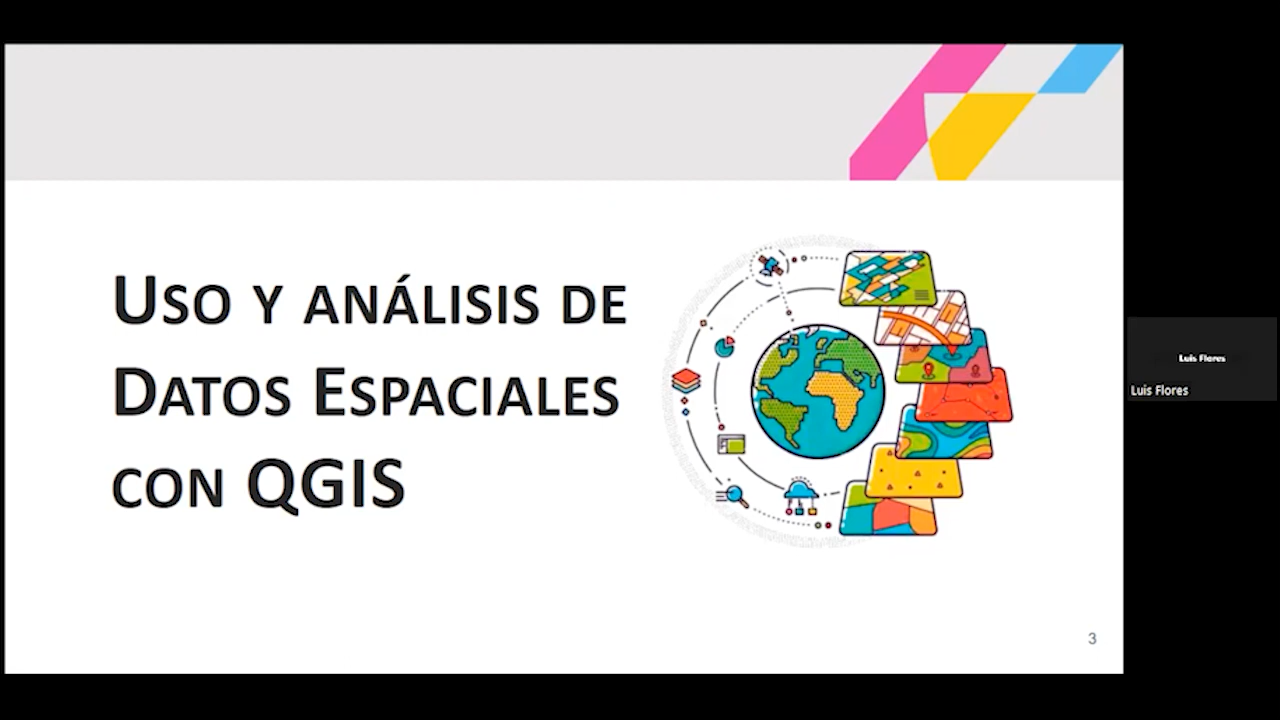 Uso y análisis de
Datos Espaciales
con QGIS
3
Luis Flores
Luis Flores